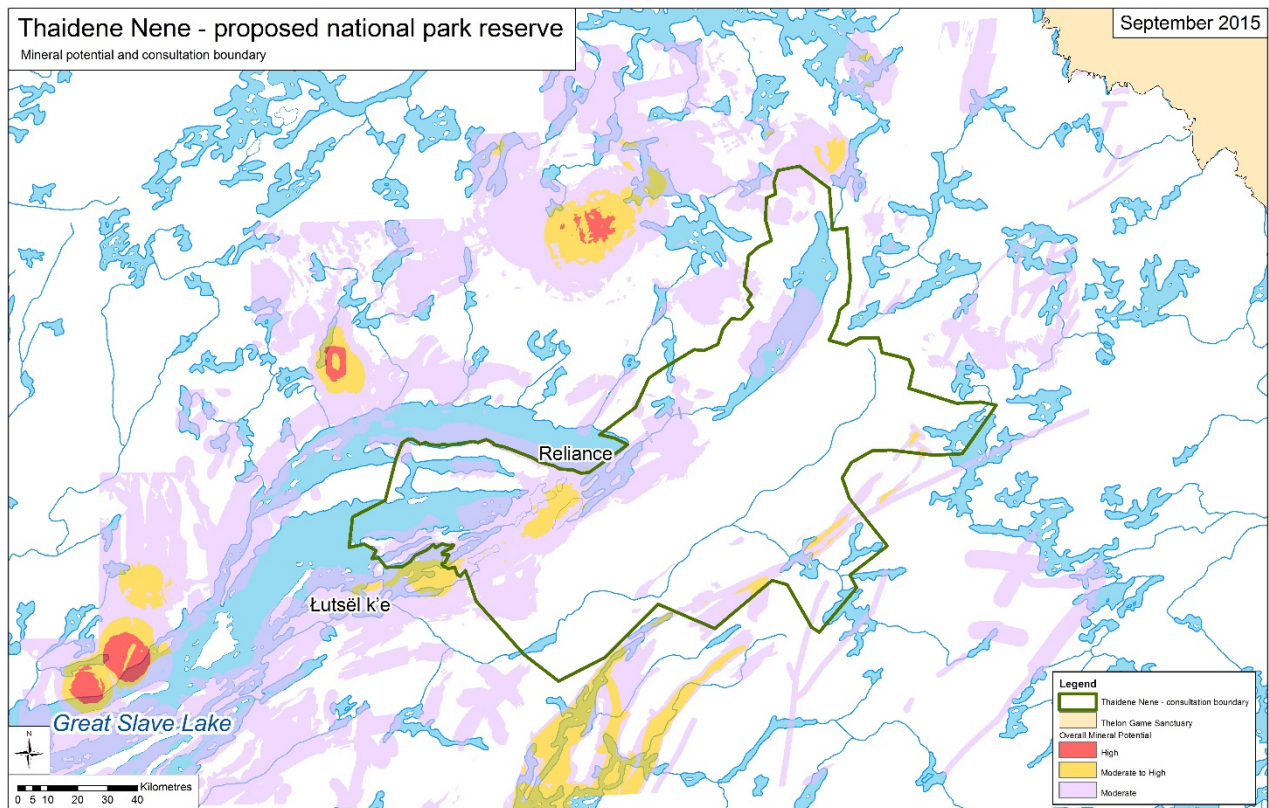 Thaidene Nene - proposed national park reserve
Mineral potential and consultation boundary
September 2015
Reliance
Łutsël k'e
Great Slave Lake
N
0 5 10 20 30 40 Kilometres
Legend
Thaidene Nene - consultation boundary
Thelon Game Sanctuary
Overall Mineral Potential
High
Moderate to High
Moderate